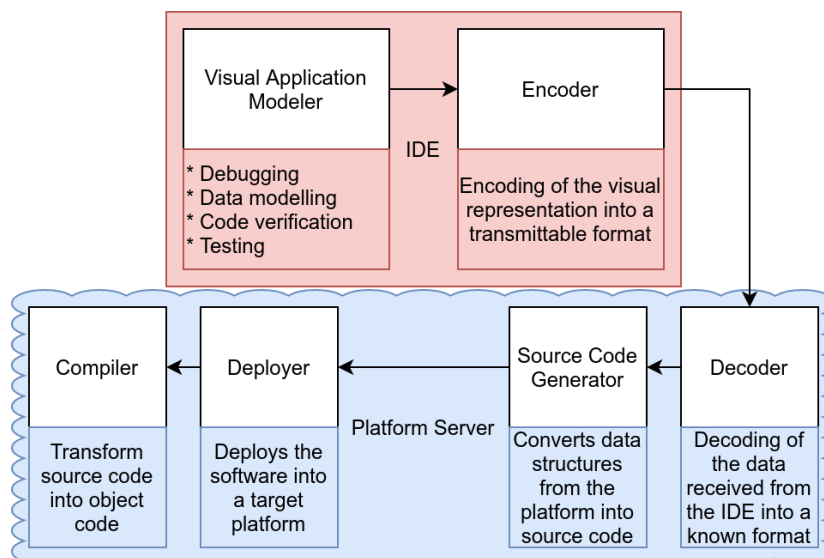 Visual Application
Modeler
* Debugging
* Data modelling
* Code verification
* Testing
IDE
Encoder
Encoding of the visual
representation into a
transmittable format
Compiler
Transform
source code
into object
code
Deployer
Deploys the
software into
a target
platform
Platform Server
Source Code
Generator
Converts data
structures
from the
platform into
source code
Decoder
Decoding of
the data
received from
the IDE into a
known format